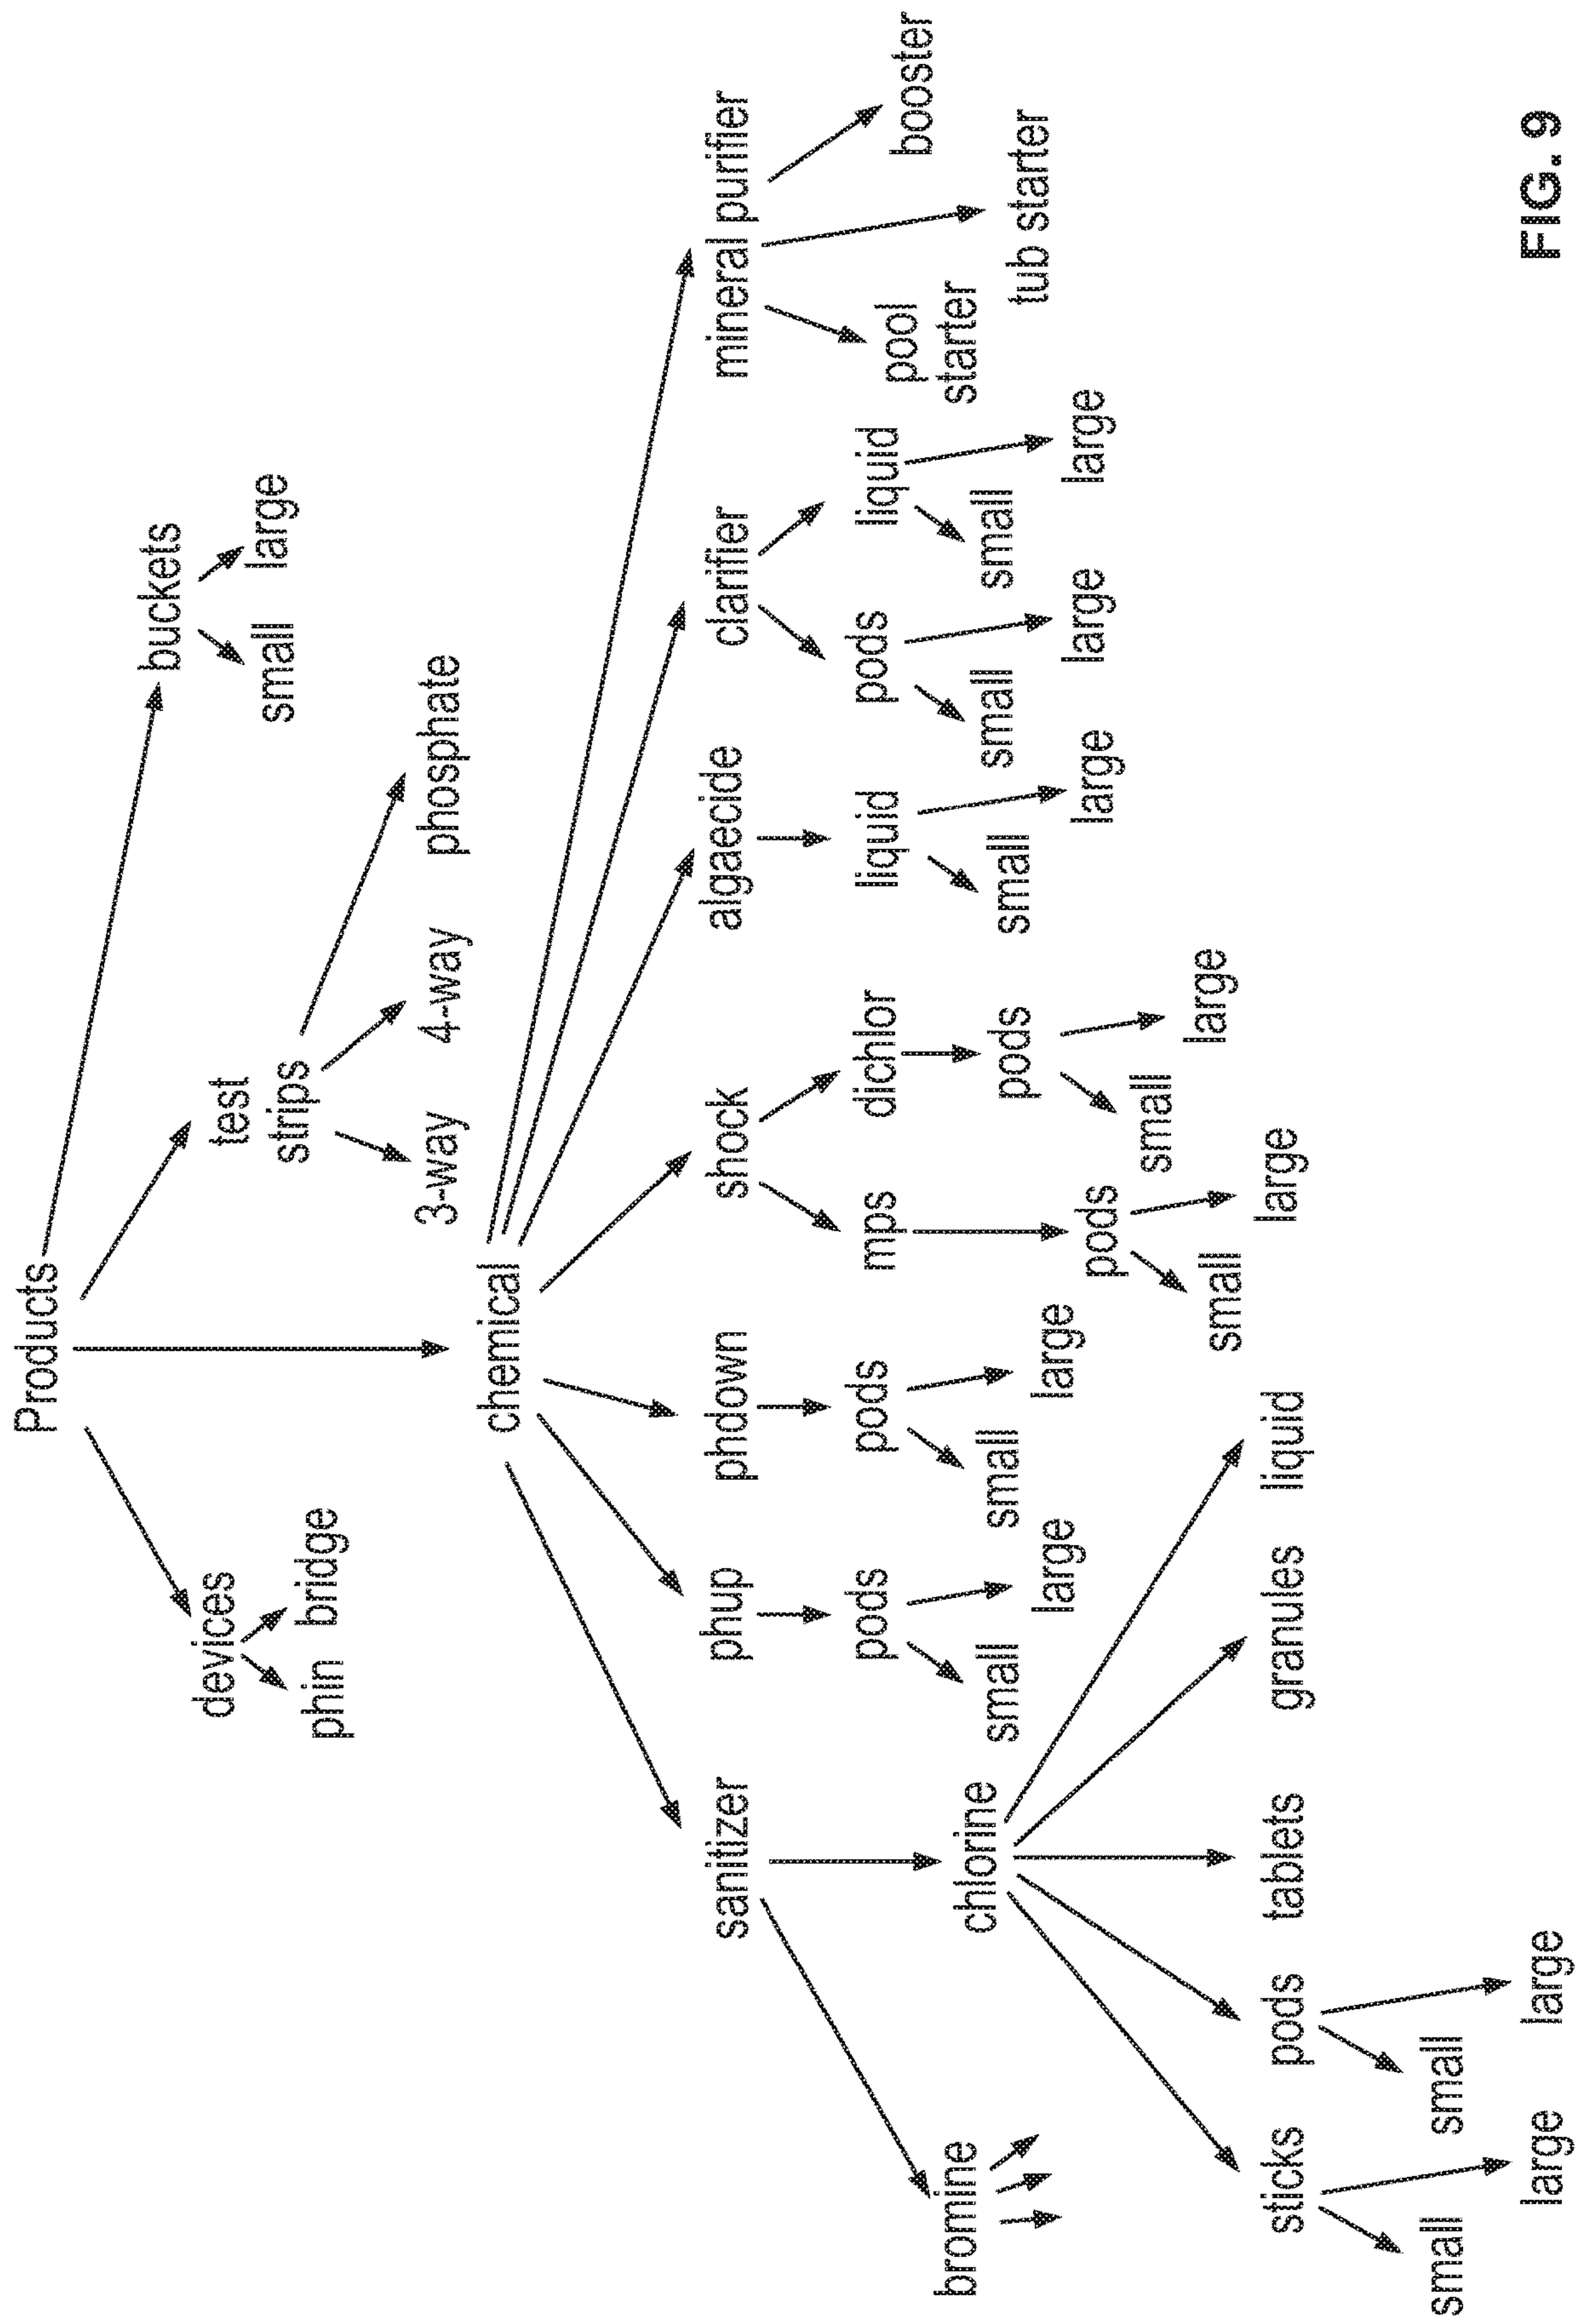 Products
buckets
small
large
devices
test
strips
phin
bridge
3-way
4-way
phosphate
chemical
sanitizer
phup
phdown
shock
algaecide
clarifier
mineral purifier
pods
pods
mps
dichlor
liquid
pods
liquid
pool
starter
booster
bromine
chlorine
small
large
small
large
pods
small
large
small
large
small
large
tub starter
pods
small
large
small
large
sticks
pods
tablets
granules
liquid
small
large
small
large
FIG. 9